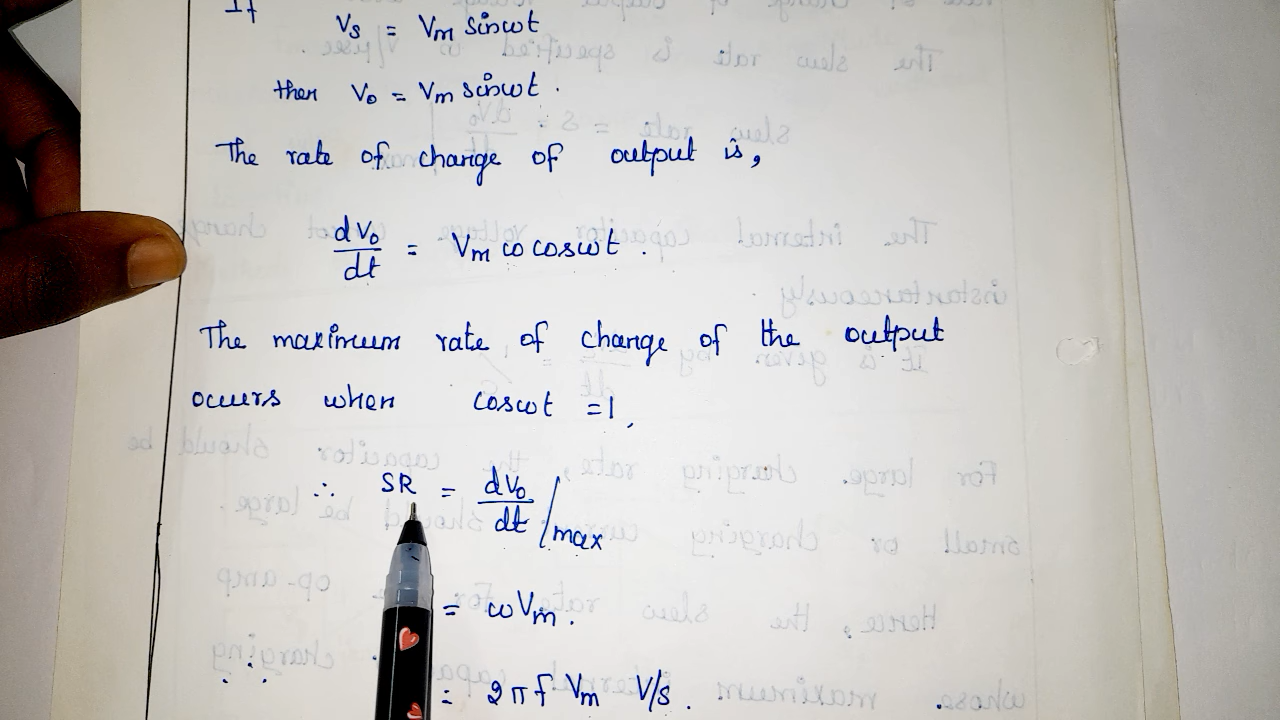 If
Vs = Vm sinωt
then Vo = Vm sinωt.
The rate of change of output is,
dVo/dt = Vm ω cosωt.
The maximum rate of change of the output
occurs when cosωt = 1,
∴ SR = dVo/dt /max
= ωVm.
= 2πf Vm V/s.